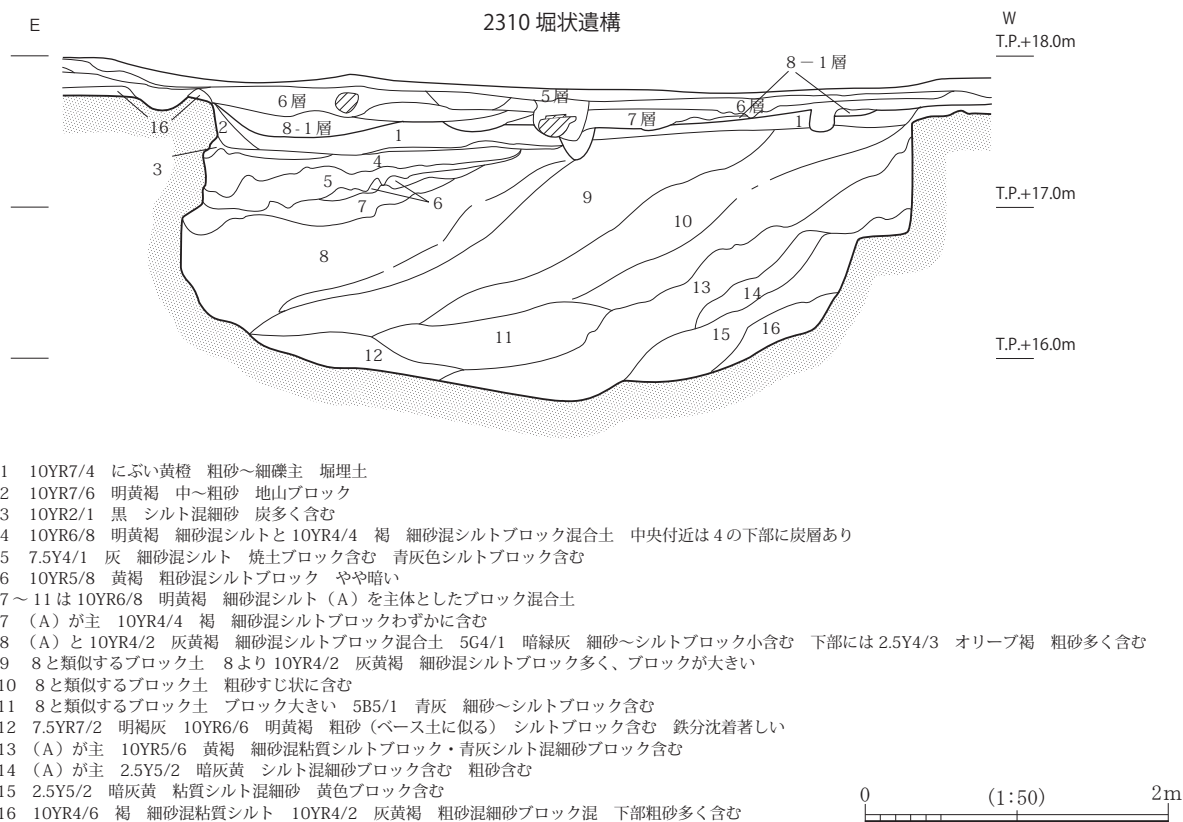 2310 堀状遺構
E
W
T.P.+18.0m
8－1層
5層
6層
6層
16
2
8-1層
1
7層
1
3
4
5
6
7
T.P.+17.0m
9
10
8
13
14
11
15
16
12
T.P.+16.0m
1 10YR7/4 にぶい黄橙 粗砂～細礫主 堀埋土
2 10YR7/6 明黄褐 中～粗砂 地山ブロック
3 10YR2/1 黒 シルト混細砂 炭多く含む
4 10YR6/8 明黄褐 細砂混シルトと 10YR4/4 褐 細砂混シルトブロック混合土 中央付近は 4 の下部に炭層あり
5 7.5Y4/1 灰 細砂混シルト 焼土ブロック含む 青灰色シルトブロック含む
6 10YR5/8 黄褐 粗砂混シルトブロック やや暗い
7～11 は 10YR6/8 明黄褐 細砂混シルト（A）を主体としたブロック混合土
7 （A）が主 10YR4/4 褐 細砂混シルトブロックわずかに含む
8 （A）と 10YR4/2 灰黄褐 細砂混シルトブロック混合土 5G4/1 暗緑灰 細砂～シルトブロック小含む 下部には 2.5Y4/3 オリーブ褐 粗砂多く含む
9 8と類似するブロック土 8より 10YR4/2 灰黄褐 細砂混シルトブロック多く、ブロックが大きい
10 8と類似するブロック土 粗砂すじ状に含む
11 8と類似するブロック土 ブロック大きい 5B5/1 青灰 細砂～シルトブロック含む
12 7.5YR7/2 明褐灰 10YR6/6 明黄褐 粗砂（ベース土に似る） シルトブロック含む 鉄分沈着著しい
13 （A）が主 10YR5/6 黄褐 細砂混粘質シルトブロック・青灰シルト混細砂ブロック含む
14 （A）が主 2.5Y5/2 暗灰黄 シルト混細砂ブロック含む 粗砂含む
15 2.5Y5/2 暗灰黄 粘質シルト混細砂 黄色ブロック含む
16 10YR4/6 褐 細砂混粘質シルト 10YR4/2 灰黄褐 粗砂混細砂ブロック混 下部粗砂多く含む
0 (1:50) 2m